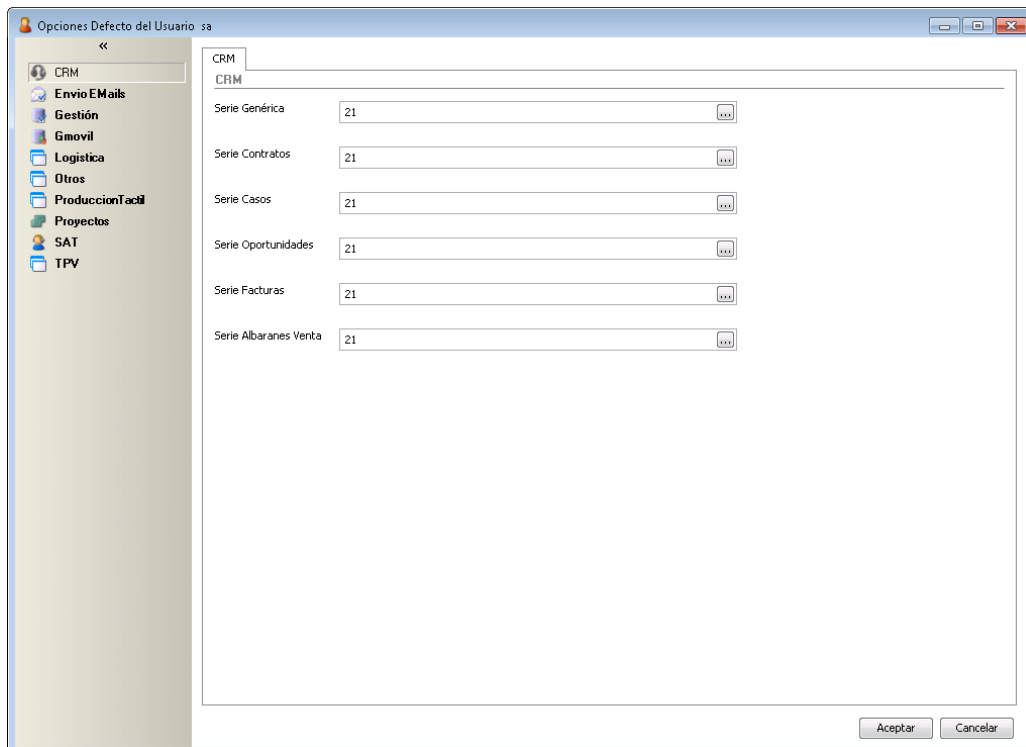 Opciones Defecto del Usuario sa
«
CRM
Envio EMails
Gestión
Gmovil
Logistica
Otros
ProduccionTactil
Proyectos
SAT
TPV
CRM
CRM
Serie Genérica 21 ...
Serie Contratos 21 ...
Serie Casos 21 ...
Serie Oportunidades 21 ...
Serie Facturas 21 ...
Serie Albaranes Venta 21 ...
Aceptar Cancelar